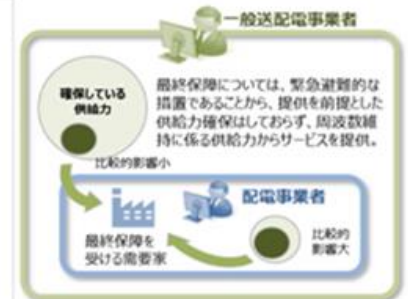 一般送配電事業者
確保している
供給力
最終保障については、緊急避難的な
措置であることから、提供を前提とした
供給力確保はしておらず、周波数維
持に係る供給力からサービスを提供。
比較的影響小
配電事業者
最終保障を
受ける需要家
比較的
影響大